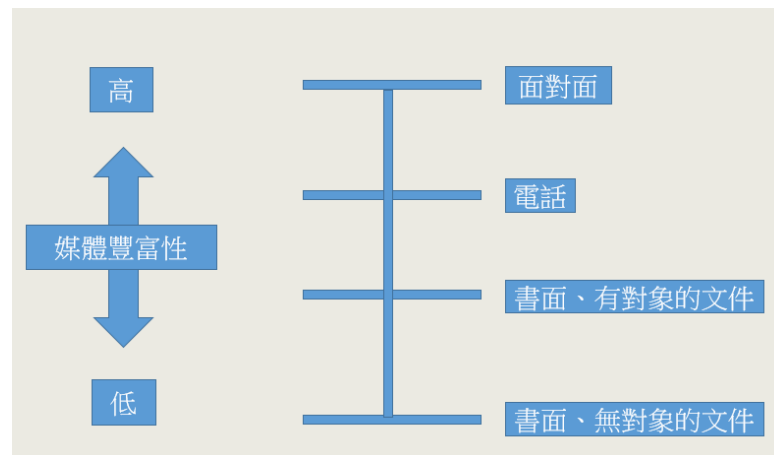 高
媒體豐富性
低
面對面
電話
書面、有對象的文件
書面、無對象的文件